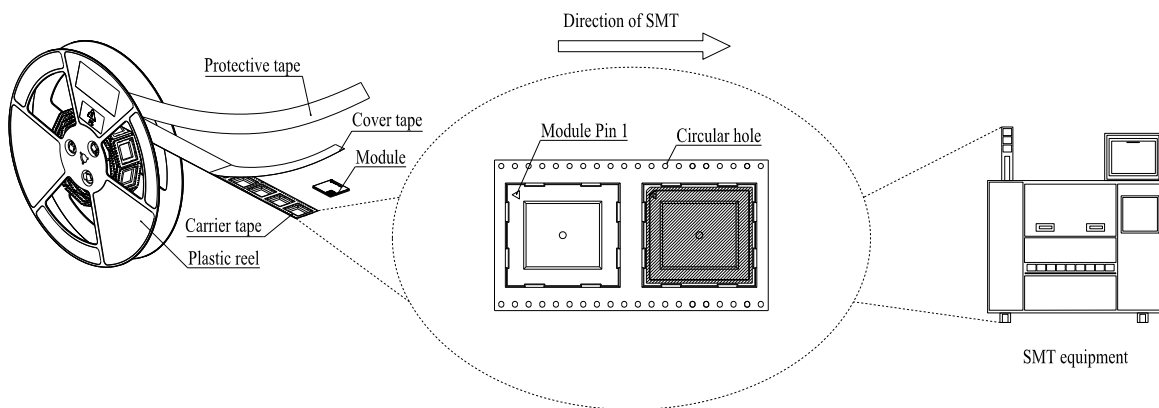 Direction of SMT
Protective tape
Cover tape
Module
Carrier tape
Plastic reel
Module Pin 1
Circular hole
SMT equipment